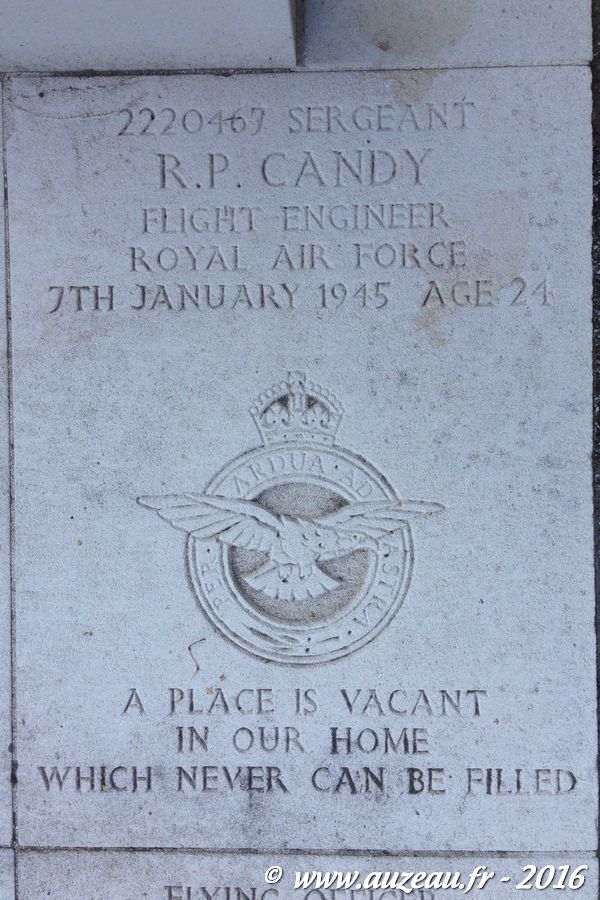 2220467 SERGEANT
R.P. CANDY
FLIGHT ENGINEER
ROYAL AIR FORCE
7TH JANUARY 1945 AGE 24
PER ARDUA AD ASTRA
A PLACE IS VACANT
IN OUR HOME
WHICH NEVER CAN BE FILLED
FLYING OFFICER
© www.auzeau.fr - 2016